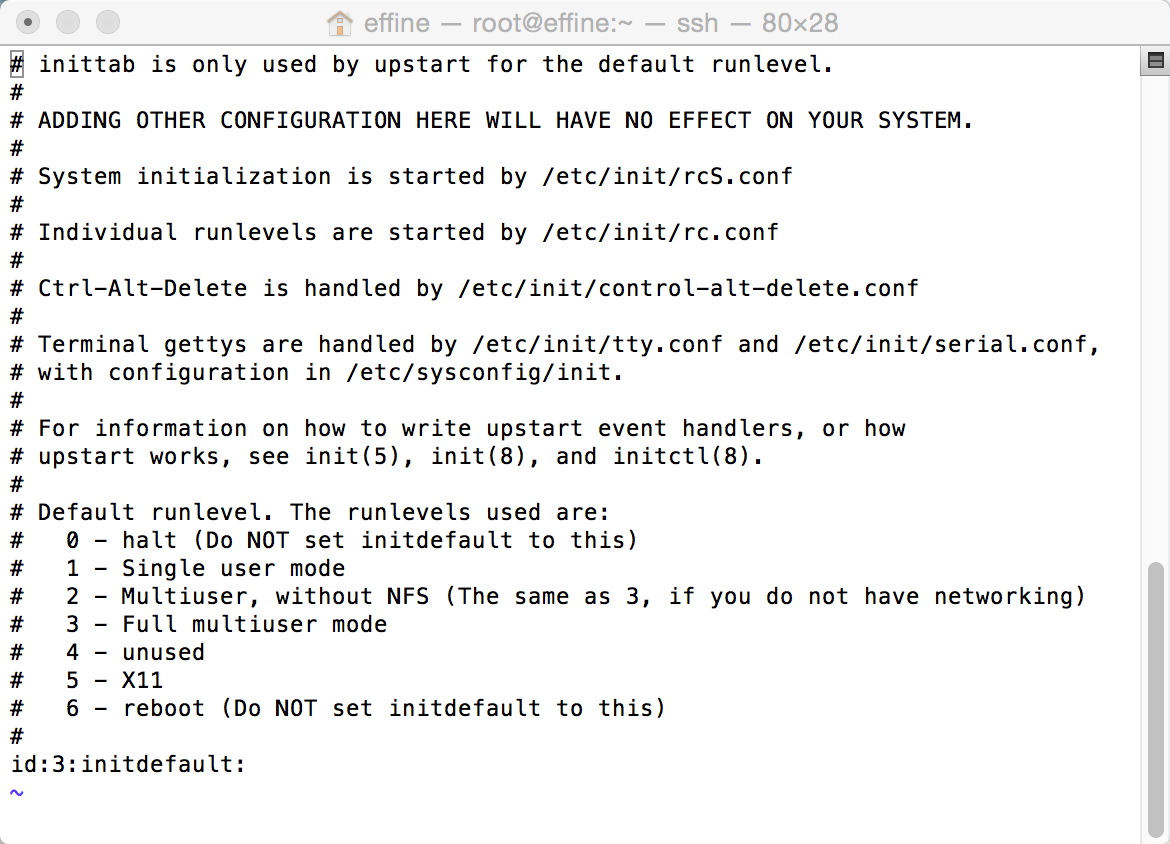 effine — root@effine:~ — ssh — 80×28
# inittab is only used by upstart for the default runlevel.
#
# ADDING OTHER CONFIGURATION HERE WILL HAVE NO EFFECT ON YOUR SYSTEM.
#
# System initialization is started by /etc/init/rcS.conf
#
# Individual runlevels are started by /etc/init/rc.conf
#
# Ctrl-Alt-Delete is handled by /etc/init/control-alt-delete.conf
#
# Terminal gettys are handled by /etc/init/tty.conf and /etc/init/serial.conf,
# with configuration in /etc/sysconfig/init.
#
# For information on how to write upstart event handlers, or how
# upstart works, see init(5), init(8), and initctl(8).
#
# Default runlevel. The runlevels used are:
#   0 - halt (Do NOT set initdefault to this)
#   1 - Single user mode
#   2 - Multiuser, without NFS (The same as 3, if you do not have networking)
#   3 - Full multiuser mode
#   4 - unused
#   5 - X11
#   6 - reboot (Do NOT set initdefault to this)
#
id:3:initdefault:
~